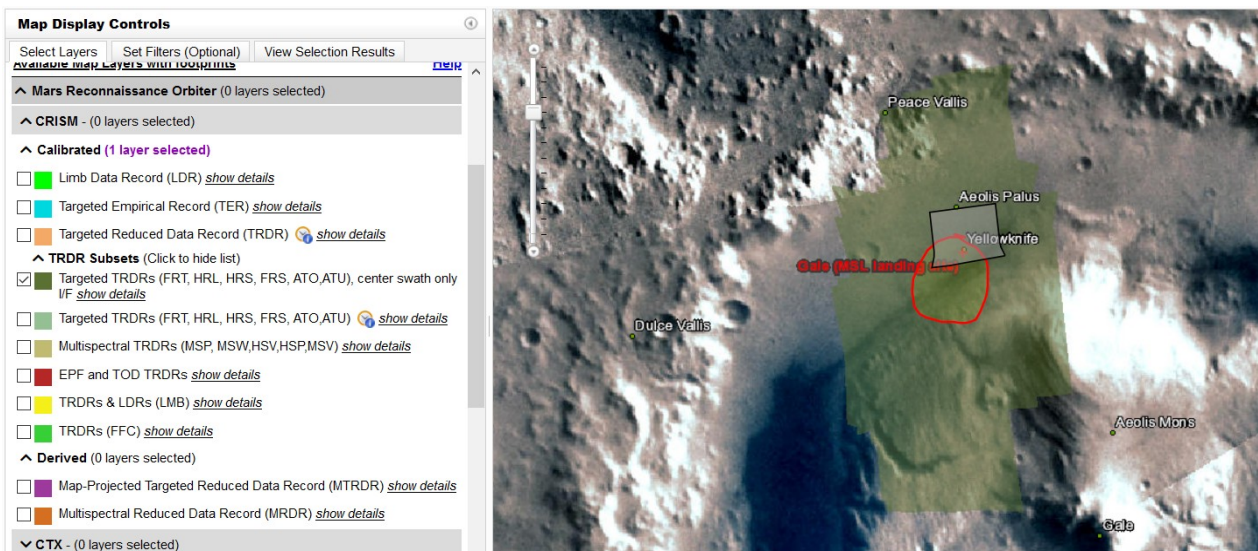 Map Display Controls
Select Layers
Set Filters (Optional)
View Selection Results
Available Map Layers with footprints
Help
Mars Reconnaissance Orbiter (0 layers selected)
CRISM - (0 layers selected)
Calibrated (1 layer selected)
Limb Data Record (LDR) show details
Targeted Empirical Record (TER) show details
Targeted Reduced Data Record (TRDR) show details
TRDR Subsets (Click to hide list)
Targeted TRDRs (FRT, HRL, HRS, FRS, ATO,ATU), center swath only
I/F show details
Targeted TRDRs (FRT, HRL, HRS, FRS, ATO,ATU) show details
Multispectral TRDRs (MSP, MSW,HSV,HSP,MSV) show details
EPF and TOD TRDRs show details
TRDRs & LDRs (LMB) show details
TRDRs (FFC) show details
Derived (0 layers selected)
Map-Projected Targeted Reduced Data Record (MTRDR) show details
Multispectral Reduced Data Record (MRDR) show details
CTX - (0 layers selected)
Peace Vallis
Aeolis Palus
Yellowknife
Gale (MSL landing site)
Dulce Vallis
Aeolis Mons
Gale